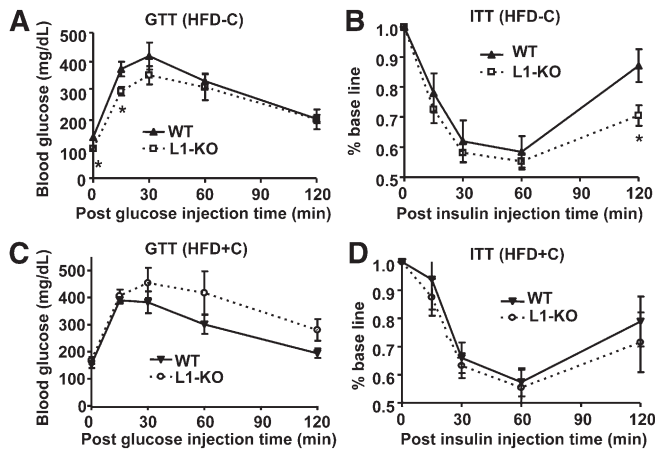 A
GTT (HFD-C)
Blood glucose (mg/dL)
500
400
300
200
100
0
*
*
WT
L1-KO
0 30 60 90 120
Post glucose injection time (min)
B
ITT (HFD-C)
% base line
1.0
0.9
0.8
0.7
0.6
0.5
WT
L1-KO
*
0 30 60 90 120
Post insulin injection time (min)
C
GTT (HFD+C)
Blood glucose (mg/dL)
500
400
300
200
100
0
WT
L1-KO
0 30 60 90 120
Post glucose injection time (min)
D
ITT (HFD+C)
% base line
1.0
0.9
0.8
0.7
0.6
0.5
WT
L1-KO
0 30 60 90 120
Post insulin injection time (min)